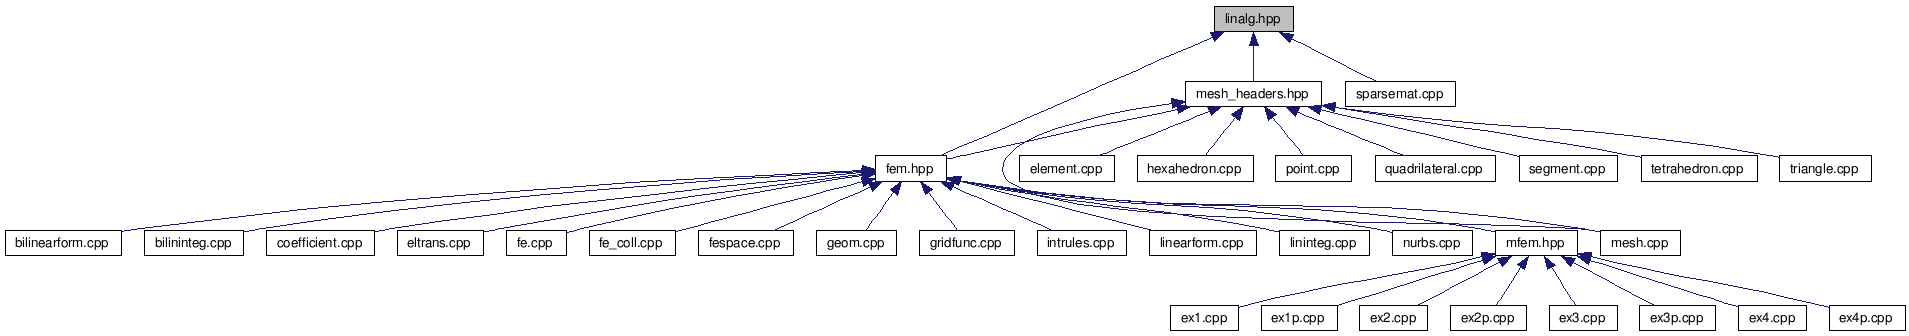 linalg.hpp
mesh_headers.hpp
sparsemat.cpp
fem.hpp
element.cpp
hexahedron.cpp
point.cpp
quadrilateral.cpp
segment.cpp
tetrahedron.cpp
triangle.cpp
bilinearform.cpp
bilininteg.cpp
coefficient.cpp
eltrans.cpp
fe.cpp
fe_coll.cpp
fespace.cpp
geom.cpp
gridfunc.cpp
intrules.cpp
linearform.cpp
lininteg.cpp
nurbs.cpp
mfem.hpp
mesh.cpp
ex1.cpp
ex1p.cpp
ex2.cpp
ex2p.cpp
ex3.cpp
ex3p.cpp
ex4.cpp
ex4p.cpp